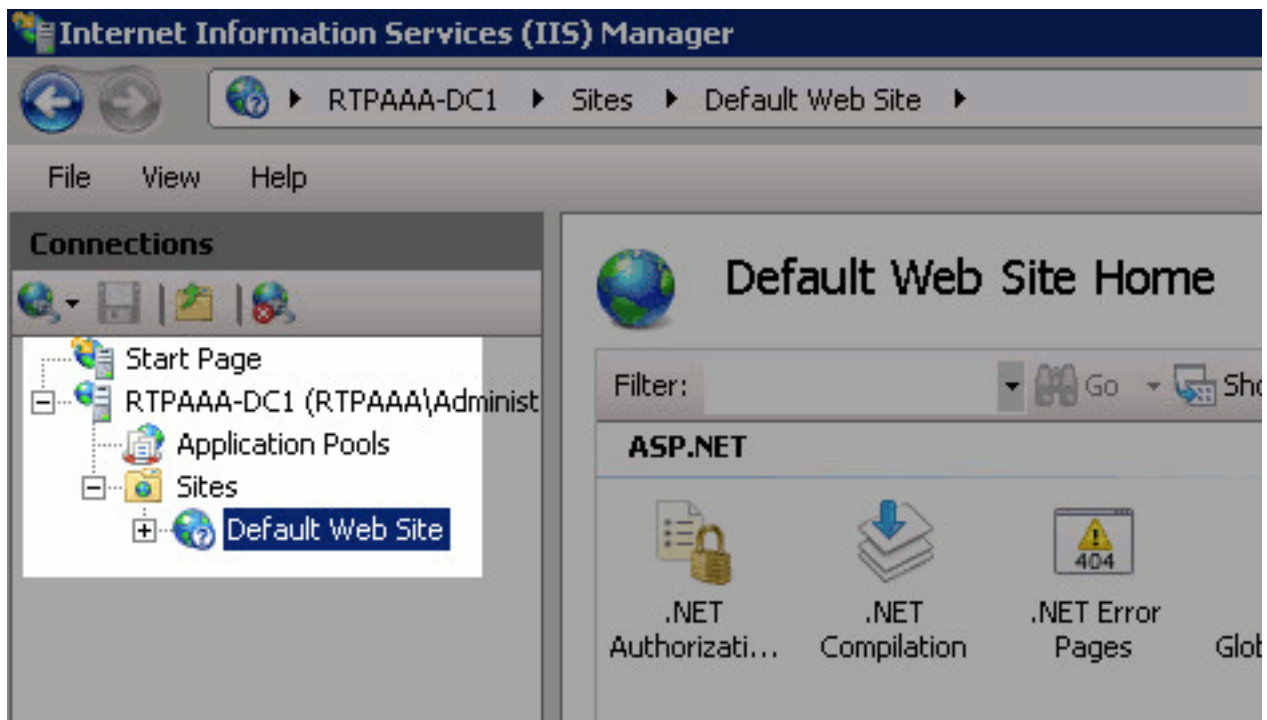 Internet Information Services (IIS) Manager
RTPAAA-DC1 Sites Default Web Site
File View Help
Connections
Start Page
RTPAAA-DC1 (RTPAAA\Administ
Application Pools
Sites
Default Web Site
Default Web Site Home
Filter: Go Sho
ASP.NET
.NET Authorizati...
.NET Compilation
404
.NET Error Pages
Glob